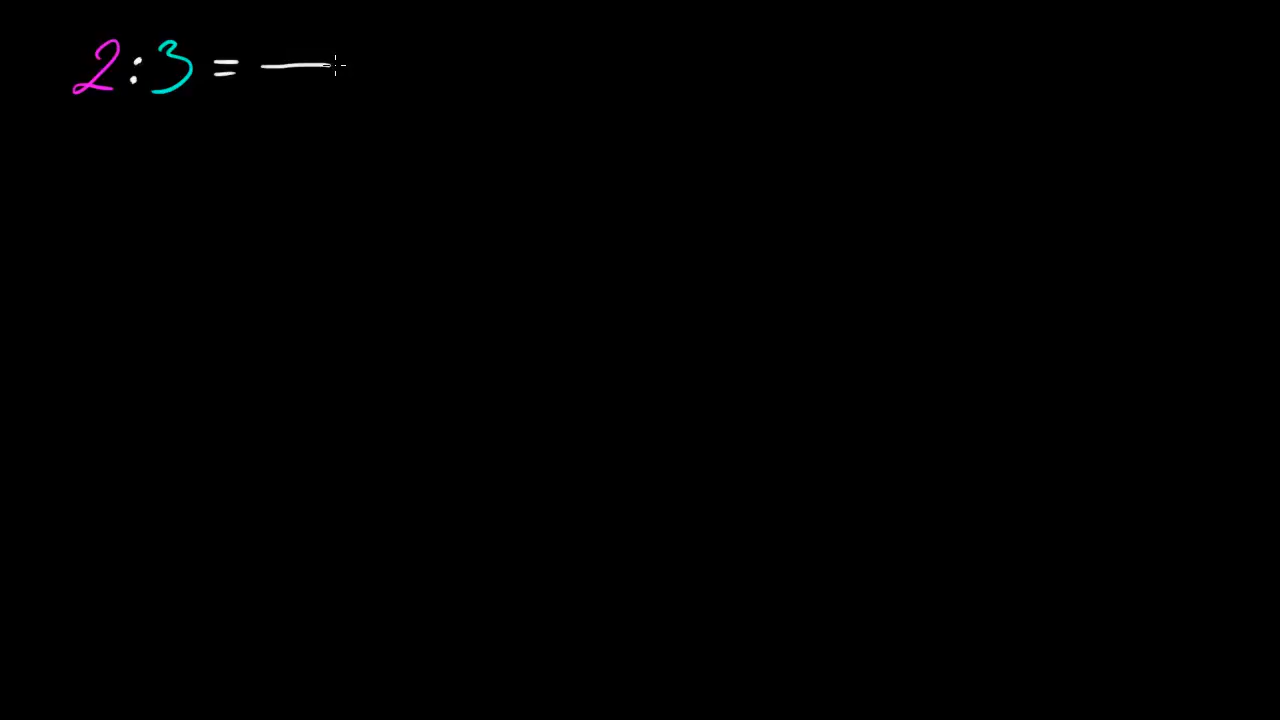 2:3 = —